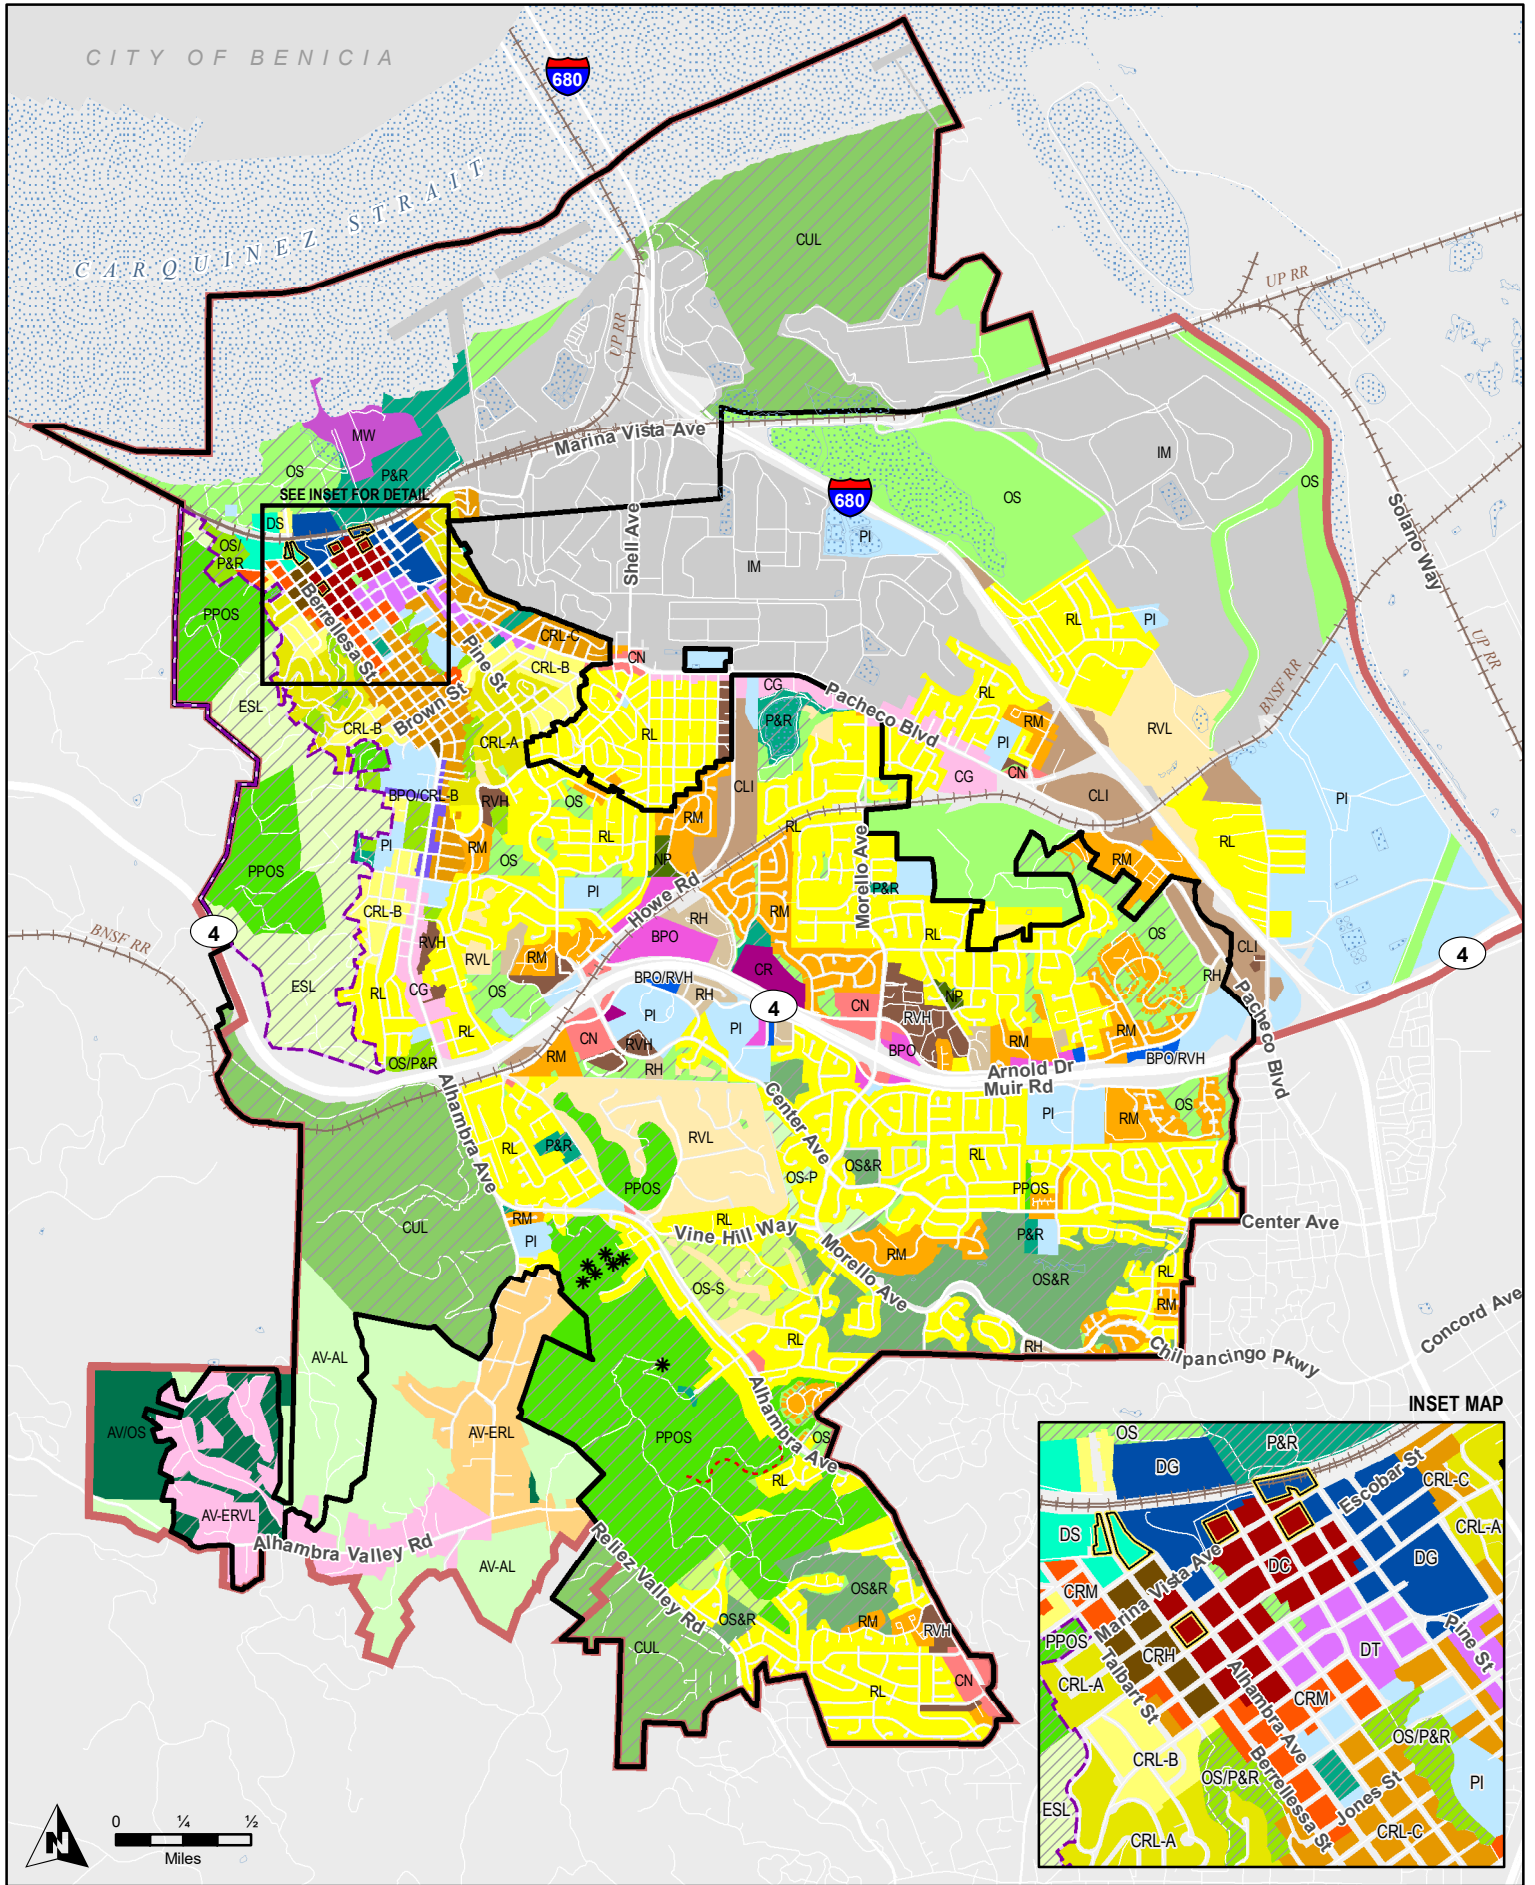 CITY OF BENICIA
680
CARQUINEZ STRAIT
CUL
UP RR
UP RR
MW
Marina Vista Ave
OS
P&R
IM
SEE INSET FOR DETAIL
680
OS
OS
Solano Way
DS
OS/
P&R
PI
Shell Ave
IM
PPOS
Berrellesa St
RL
PI
UP RR
CRL-C
Pine St
CRL-B
CN
CG
BNSF RR
ESL
Brown St
CRL-B
CRL-A
RL
P&R
Pacheco Blvd
RL
RM
PI
RVL
CG
CN
BPO/CRL-B
RVH
OS
CLI
CLI
PI
RL
RM
RL
PI
RM
OS
NP
Morello Ave
RM
RL
PPOS
PI
P&R
CRL-B
Howe Rd
RH
RM
4
BNSF RR
RVH
BPO
RL
OS
CLI
4
RVL
RM
CR
ESL
RL
CG
OS
BPO/RVH
RH
4
CN
NP
RH
Pacheco Blvd
PI
PI
RVH
RL
CN
RVH
BPO
RM
RM
BPO/RVH
OS/P&R
RM
RH
Arnold Dr
Muir Rd
Alhambra Ave
Center Ave
PI
RM
OS
RL
P&R
RVL
OS&R
RL
PPOS
OS-P
PPOS
CUL
RM
PI
RL
Vine Hill Way
Morello Ave
RM
P&R
Center Ave
OS&R
RL
OS-S
RM
RL
RH
Chilpancingo Pkwy
Concord Ave
AV-AL
Alhambra Ave
INSET MAP
AV/OS
AV-ERL
PPOS
OS
RL
AV-ERVL
Alhambra Valley Rd
AV-AL
Reliez Valley Rd
OS&R
OS&R
RM
RVH
CUL
RL
CN
OS
P&R
DG
Escobar St
CRL-C
DS
CRL-A
DC
DG
CRM
Marina Vista Ave
PPOS
CRH
DT
Pine St
CRL-A
Talbart St
Alhambra Ave
CRM
CRL-B
OS/P&R
OS/P&R
Berrellessa St
Jones St
PI
ESL
CRL-A
CRL-C
N
0 ¼ ½
Miles